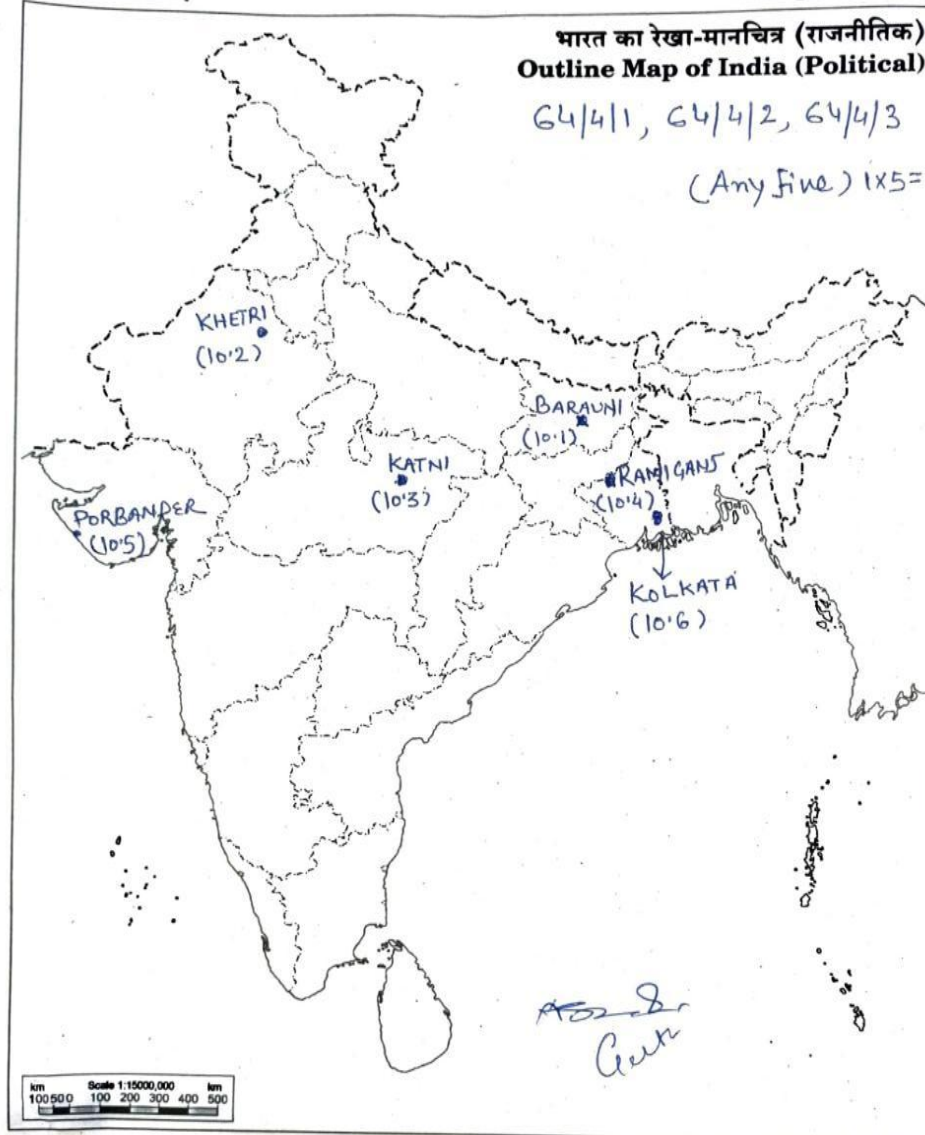 भारत का रेखा-मानचित्र (राजनीतिक)
Outline Map of India (Political)
64/4/1, 64/4/2, 64/4/3
(Any five) 1x5=
KHETRI
(10.2)
BARAUNI
(10.1)
KATNI
(10.3)
RANIGANJ
(10.4)
PORBANDER
(10.5)
KOLKATA
(10.6)
km Scale 1:15000,000 km
100 50 0 100 200 300 400 500